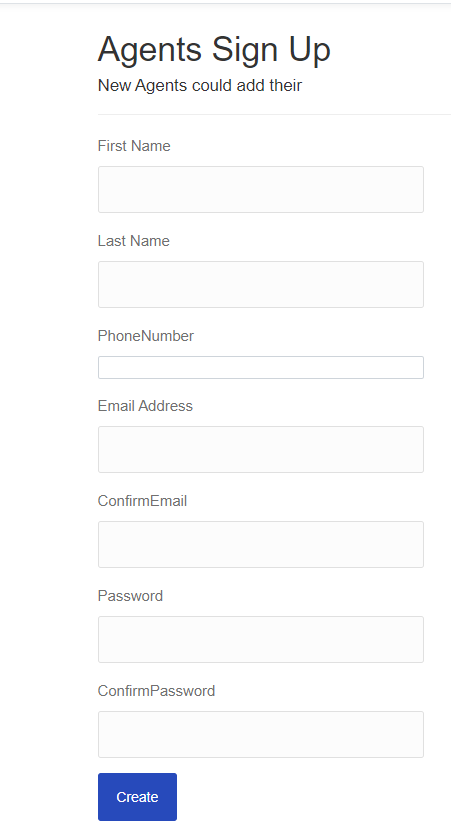 Agents Sign Up
New Agents could add their
First Name
Last Name
PhoneNumber
Email Address
ConfirmEmail
Password
ConfirmPassword
Create